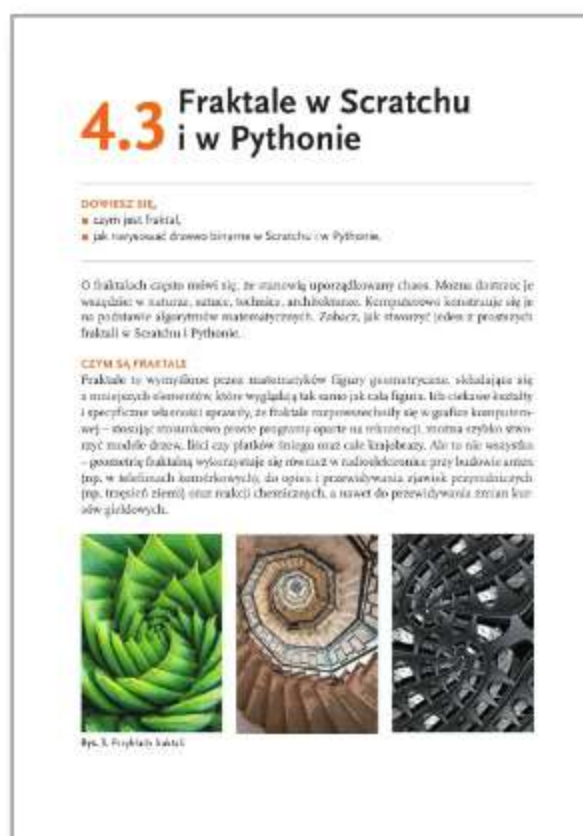 4.3 Fraktale w Scratchu
i w Pythonie
DOWIESZ SIĘ,
czym jest fraktal,
jak narysować drzewo binarne w Scratchu i w Pythonie.
O fraktalach często mówi się, że stanowią uporządkowany chaos. Można dostrzec je
wszędzie: w naturze, sztuce, technice, architekturze. Komputerowo konstruuje się je
na podstawie algorytmów matematycznych. Zobacz, jak stworzyć jeden z prostszych
fraktali w Scratchu i Pythonie.
CZYM SĄ FRAKTALE
Fraktale to wymyślone przez matematyków figury geometryczne, składające się
z mniejszych elementów, które wyglądają tak samo jak cała figura. Ich ciekawe kształty
i specyficzne własności sprawiły, że fraktale rozpowszechniły się w grafice komputero-
wej – stosując stosunkowo proste programy oparte na rekurencji, można szybko stwo-
rzyć modele drzew, liści czy płatków śniegu oraz całe krajobrazy. Ale to nie wszystko
– geometrię fraktalną wykorzystuje się również w radioelektronice przy budowie anten
(np. w telefonach komórkowych), do opisu i przewidywania zjawisk przyrodniczych
(np. trzęsień ziemi) oraz reakcji chemicznych, a nawet do przewidywania zmian kur-
sów giełdowych.
Rys. 1. Przykłady fraktali